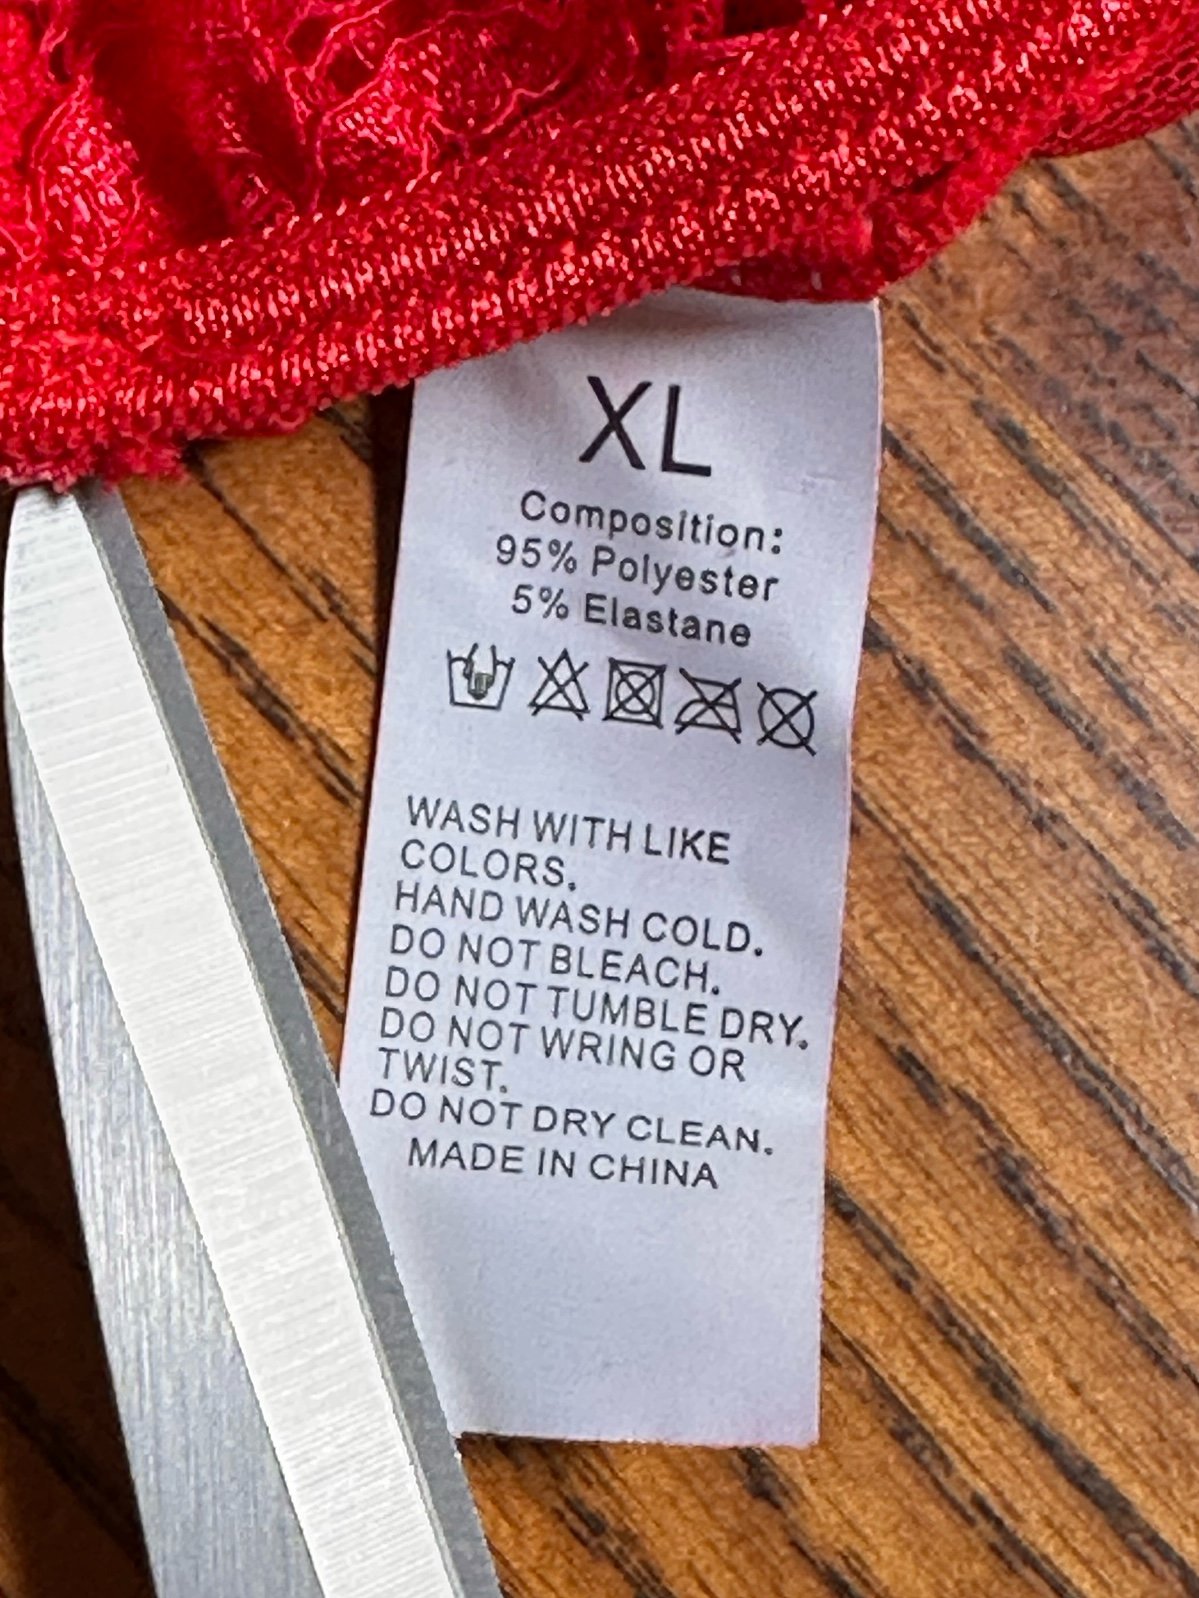 XL
Composition:
95% Polyester
5% Elastane
WASH WITH LIKE
COLORS.
HAND WASH COLD.
DO NOT BLEACH.
DO NOT TUMBLE DRY.
DO NOT WRING OR
TWIST.
DO NOT DRY CLEAN.
MADE IN CHINA